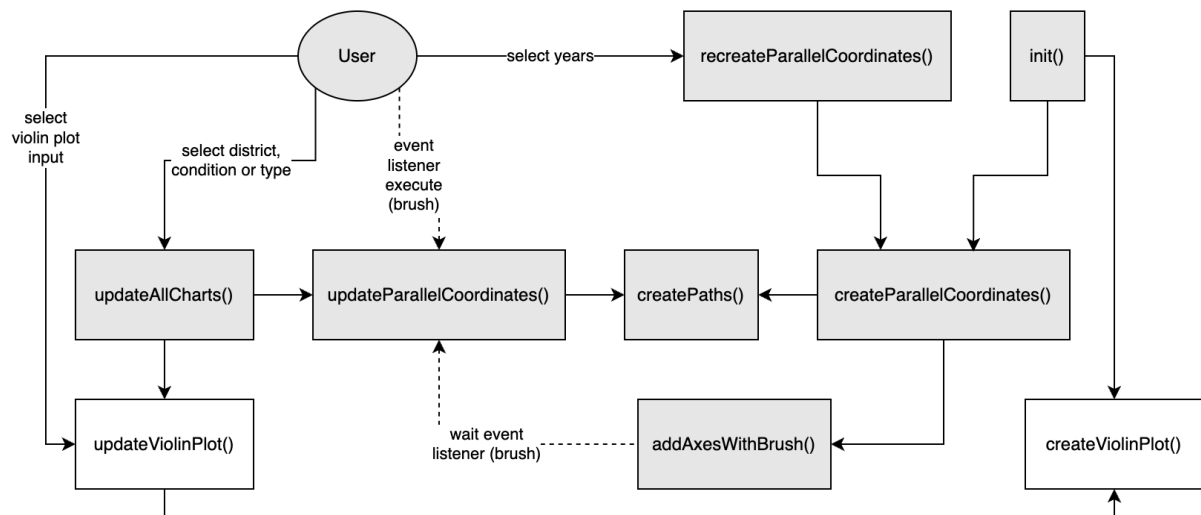 User
select years
recreateParallelCoordinates()
init()
select
violin plot
input
select district,
condition or type
event
listener
execute
(brush)
updateAllCharts()
updateParallelCoordinates()
createPaths()
createParallelCoordinates()
updateViolinPlot()
wait event
listener (brush)
addAxesWithBrush()
createViolinPlot()